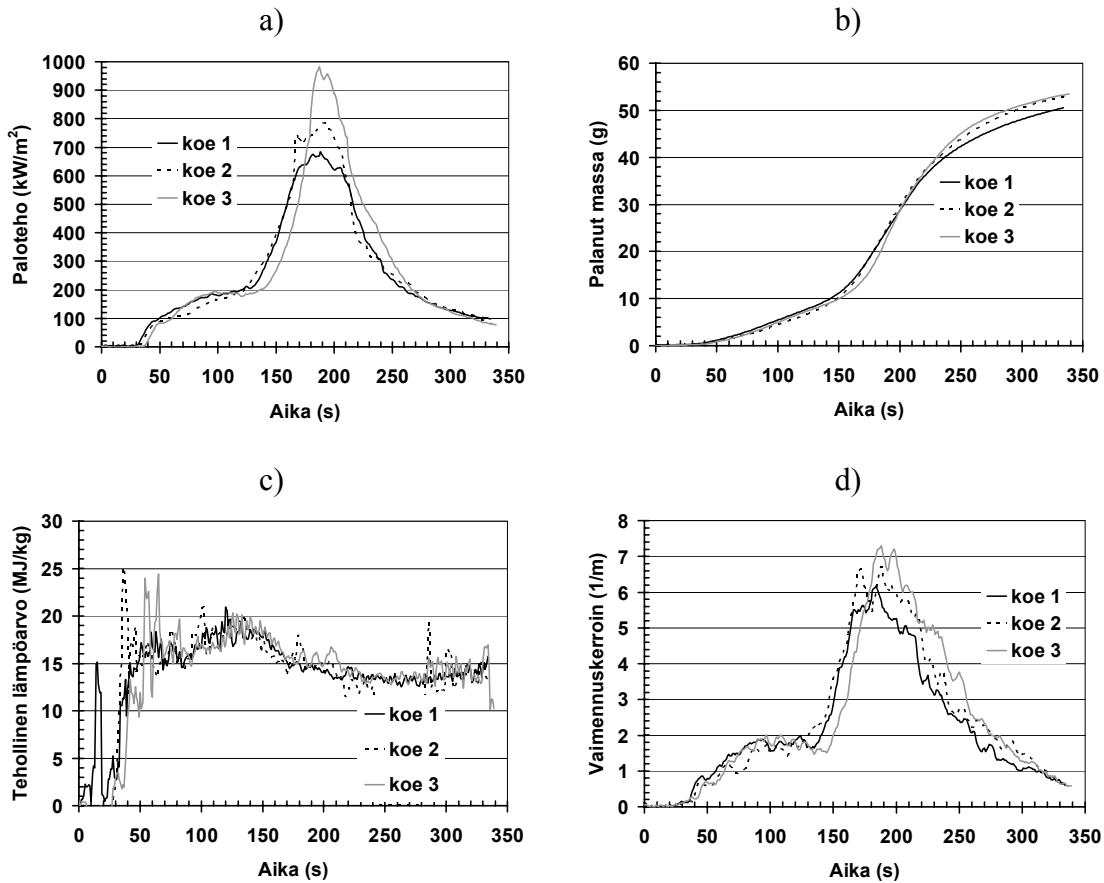 a)
Paloteho (kW/m²)
1000
900
800
700
600
500
400
300
200
100
0
koe 1
koe 2
koe 3
0 50 100 150 200 250 300 350
Aika (s)
b)
Palanut massa (g)
60
50
40
30
20
10
0
koe 1
koe 2
koe 3
0 50 100 150 200 250 300 350
Aika (s)
c)
Tehollinen lämpöarvo (MJ/kg)
30
25
20
15
10
5
0
koe 1
koe 2
koe 3
0 50 100 150 200 250 300 350
Aika (s)
d)
Vaimennuskerroin (1/m)
8
7
6
5
4
3
2
1
0
koe 1
koe 2
koe 3
0 50 100 150 200 250 300 350
Aika (s)